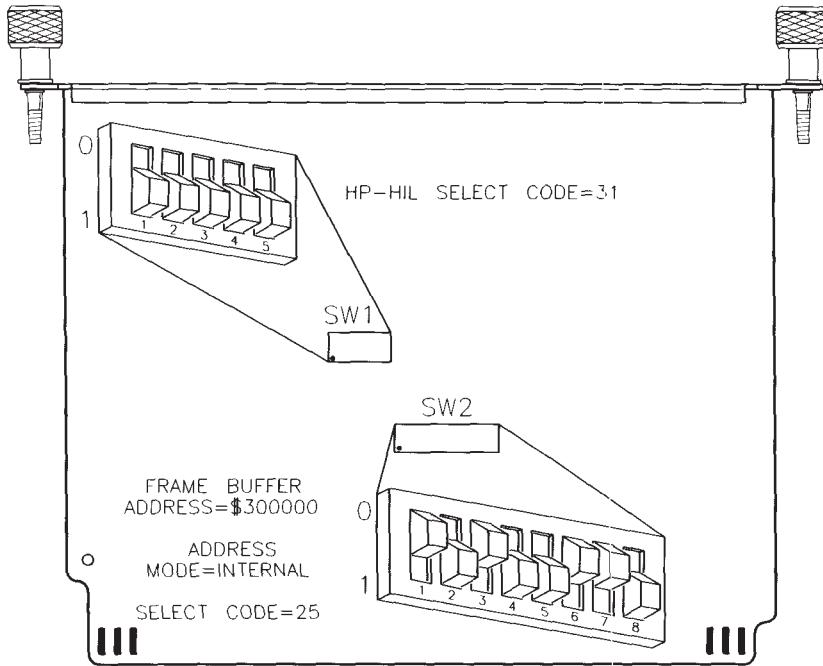 0
HP-HIL SELECT CODE=31
1
1 2 3 4 5
SW1
SW2
FRAME BUFFER
ADDRESS=$300000
0
ADDRESS
MODE=INTERNAL
1
1 2 3 4 5 6 7 8
SELECT CODE=25